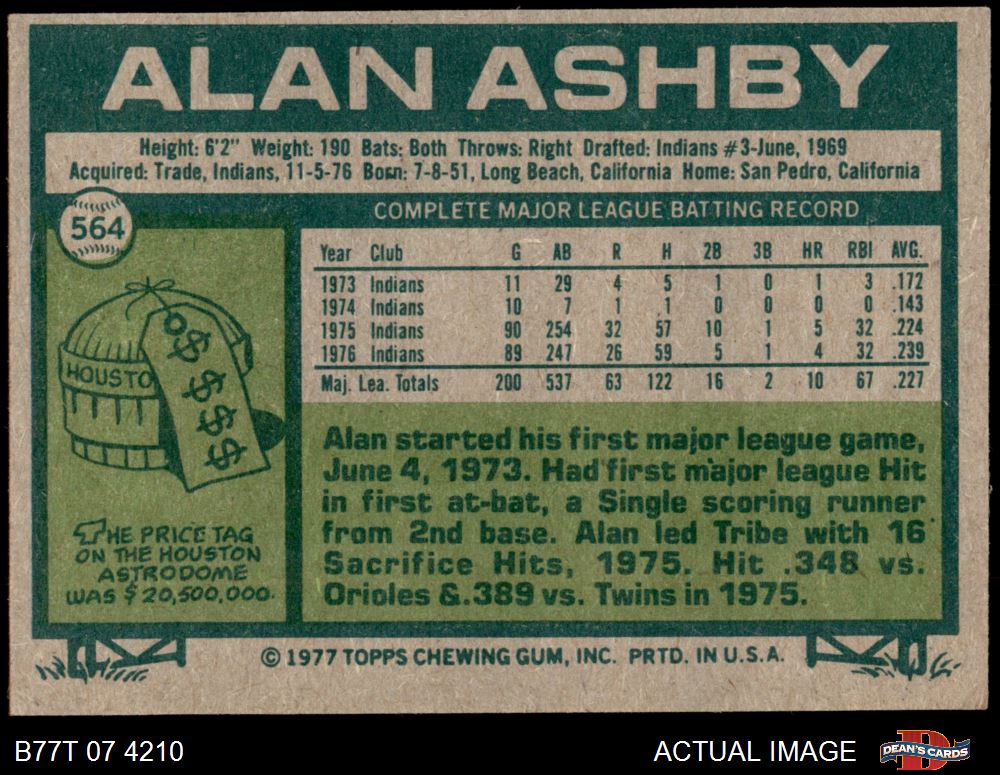 ALAN ASHBY
Height: 6'2" Weight: 190 Bats: Both Throws: Right Drafted: Indians #3-June, 1969
Acquired: Trade, Indians, 11-5-76 Born: 7-8-51, Long Beach, California Home: San Pedro, California
564
COMPLETE MAJOR LEAGUE BATTING RECORD
Year Club G AB R H 2B 3B HR RBI AVG.
1973 Indians 11 29 4 5 1 0 1 3 .172
1974 Indians 10 7 1 1 0 0 0 0 .143
1975 Indians 90 254 32 57 10 1 5 32 .224
1976 Indians 89 247 26 59 5 1 4 32 .239
Maj. Lea. Totals 200 537 63 122 16 2 10 67 .227
HOUSTO
$$$$
THE PRICE TAG
ON THE HOUSTON
ASTRODOME
WAS $20,500,000.
Alan started his first major league game,
June 4, 1973. Had first major league Hit
in first at-bat, a Single scoring runner
from 2nd base. Alan led Tribe with 16
Sacrifice Hits, 1975. Hit .348 vs.
Orioles &.389 vs. Twins in 1975.
© 1977 TOPPS CHEWING GUM, INC. PRTD. IN U.S.A.
B77T 07 4210
ACTUAL IMAGE
D
DEAN'S CARDS